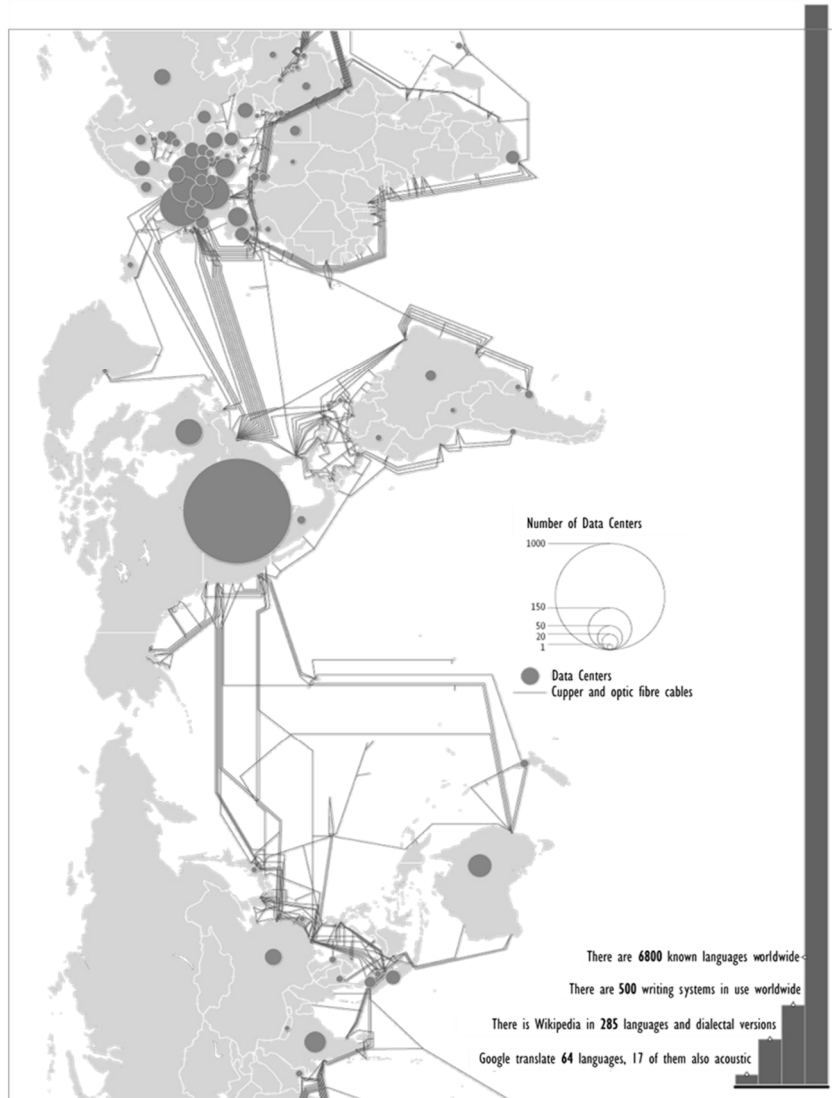 Number of Data Centers
1000
150
50
20
1
Data Centers
Cupper and optic fibre cables
There are 6800 known languages worldwide
There are 500 writing systems in use worldwide
There is Wikipedia in 285 languages and dialectal versions
Google translate 64 languages, 17 of them also acoustic